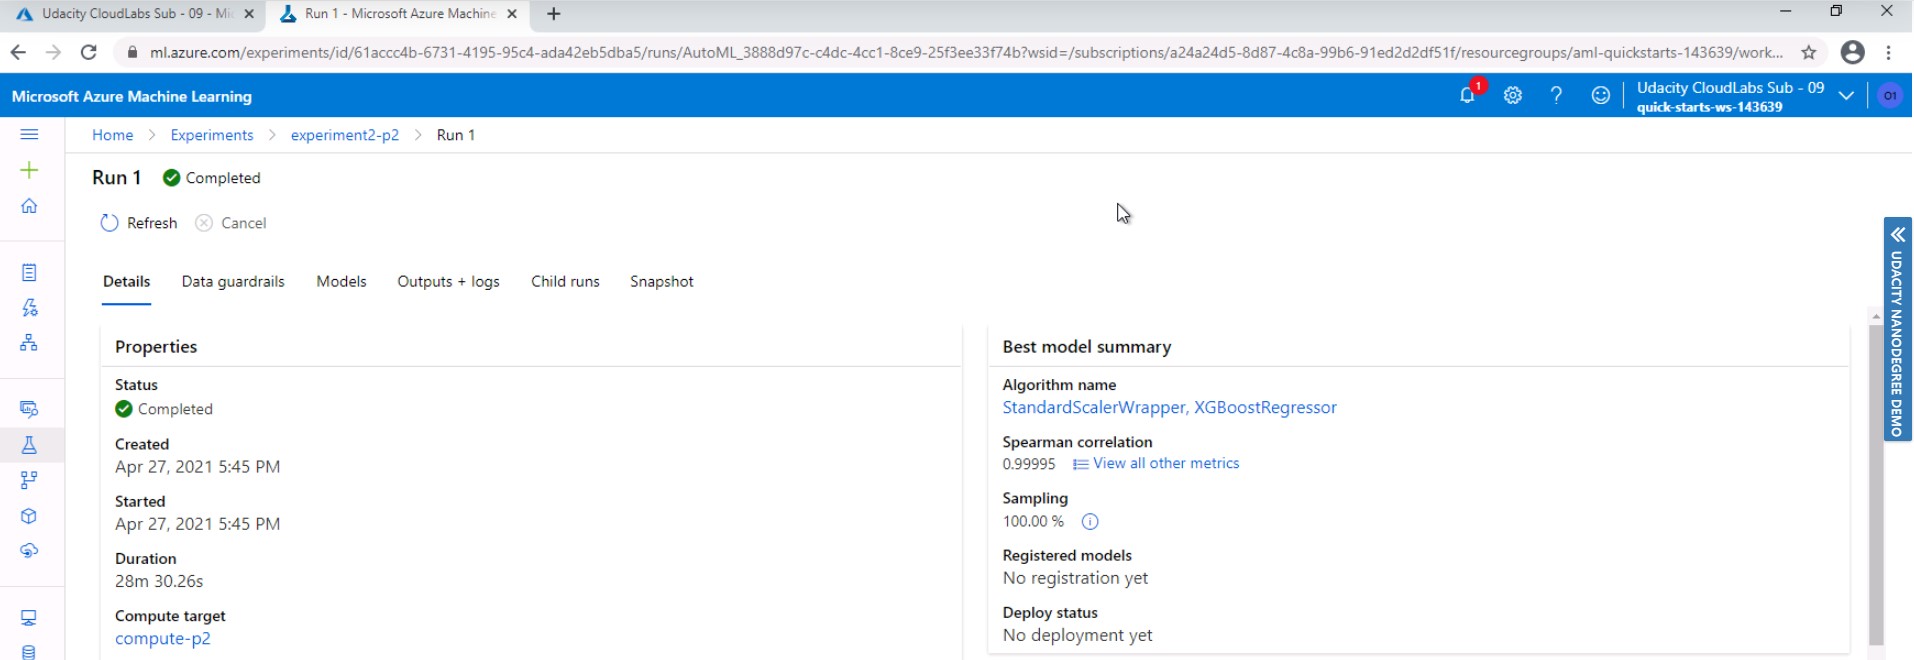 Udacity CloudLabs Sub - 09 - Mi
Run 1 - Microsoft Azure Machine
ml.azure.com/experiments/id/61accc4b-6731-4195-95c4-ada42eb5dba5/runs/AutoML_3888d97c-c4dc-4cc1-8ce9-25f3ee33f74b?wsid=/subscriptions/a24a24d5-8d87-4c8a-99b6-91ed2d2df51f/resourcegroups/aml-quickstarts-143639/work...
Microsoft Azure Machine Learning
1
?
Udacity CloudLabs Sub - 09
quick-starts-ws-143639
O1
Home > Experiments > experiment2-p2 > Run 1
Run 1 Completed
Refresh Cancel
Details Data guardrails Models Outputs + logs Child runs Snapshot
Properties
Status
Completed
Created
Apr 27, 2021 5:45 PM
Started
Apr 27, 2021 5:45 PM
Duration
28m 30.26s
Compute target
compute-p2
Best model summary
Algorithm name
StandardScalerWrapper, XGBoostRegressor
Spearman correlation
0.99995 View all other metrics
Sampling
100.00 %
Registered models
No registration yet
Deploy status
No deployment yet
UDACITY NANODEGREE DEMO